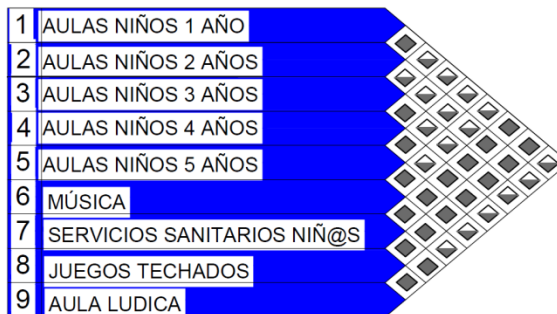 1 AULAS NIÑOS 1 AÑO
2 AULAS NIÑOS 2 AÑOS
3 AULAS NIÑOS 3 AÑOS
4 AULAS NIÑOS 4 AÑOS
5 AULAS NIÑOS 5 AÑOS
6 MÚSICA
7 SERVICIOS SANITARIOS NIÑ@S
8 JUEGOS TECHADOS
9 AULA LUDICA